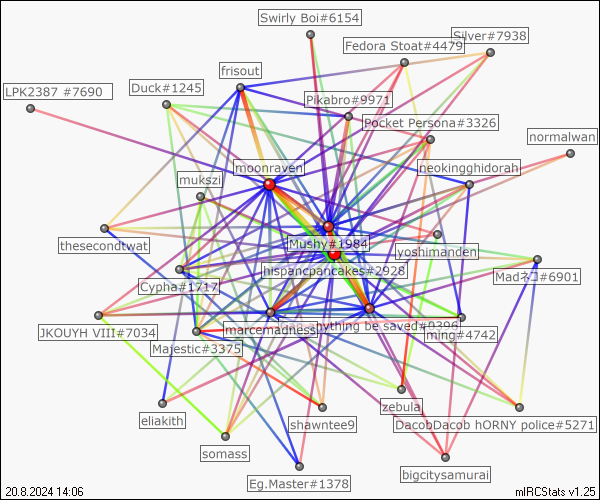 Swirly Boi#6154
Silver#7938
Fedora Stoat#4479
frisout
Duck#1245
LPK2387 #7690
Pikabro#9971
Pocket Persona#3326
normalwan
moonraven
neokingghidorah
mukszi
Mushy#1984
thesecondtwat
yoshimanden
hispancpancakes#2928
Cypha#1717
Madネコ#6901
JKOUYH VIII#7034
marcemadness
anything be saved#0396
ming#4742
Majestic#3375
zebula
eliakith
shawntee9
DacobDacob hORNY police#5271
somass
bigcitysamurai
Eg.Master#1378
20.8.2024 14:06
mIRCStats v1.25